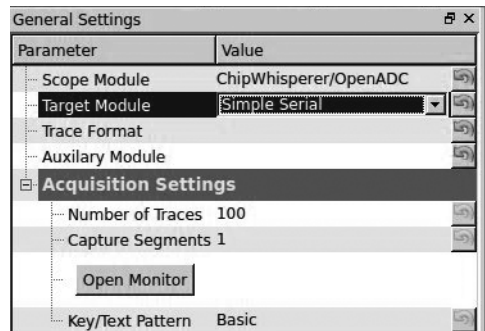 General Settings
Parameter Value
Scope Module ChipWhisperer/OpenADC
Target Module Simple Serial
Trace Format
Auxilary Module
Acquisition Settings
Number of Traces 100
Capture Segments 1
Open Monitor
Key/Text Pattern Basic